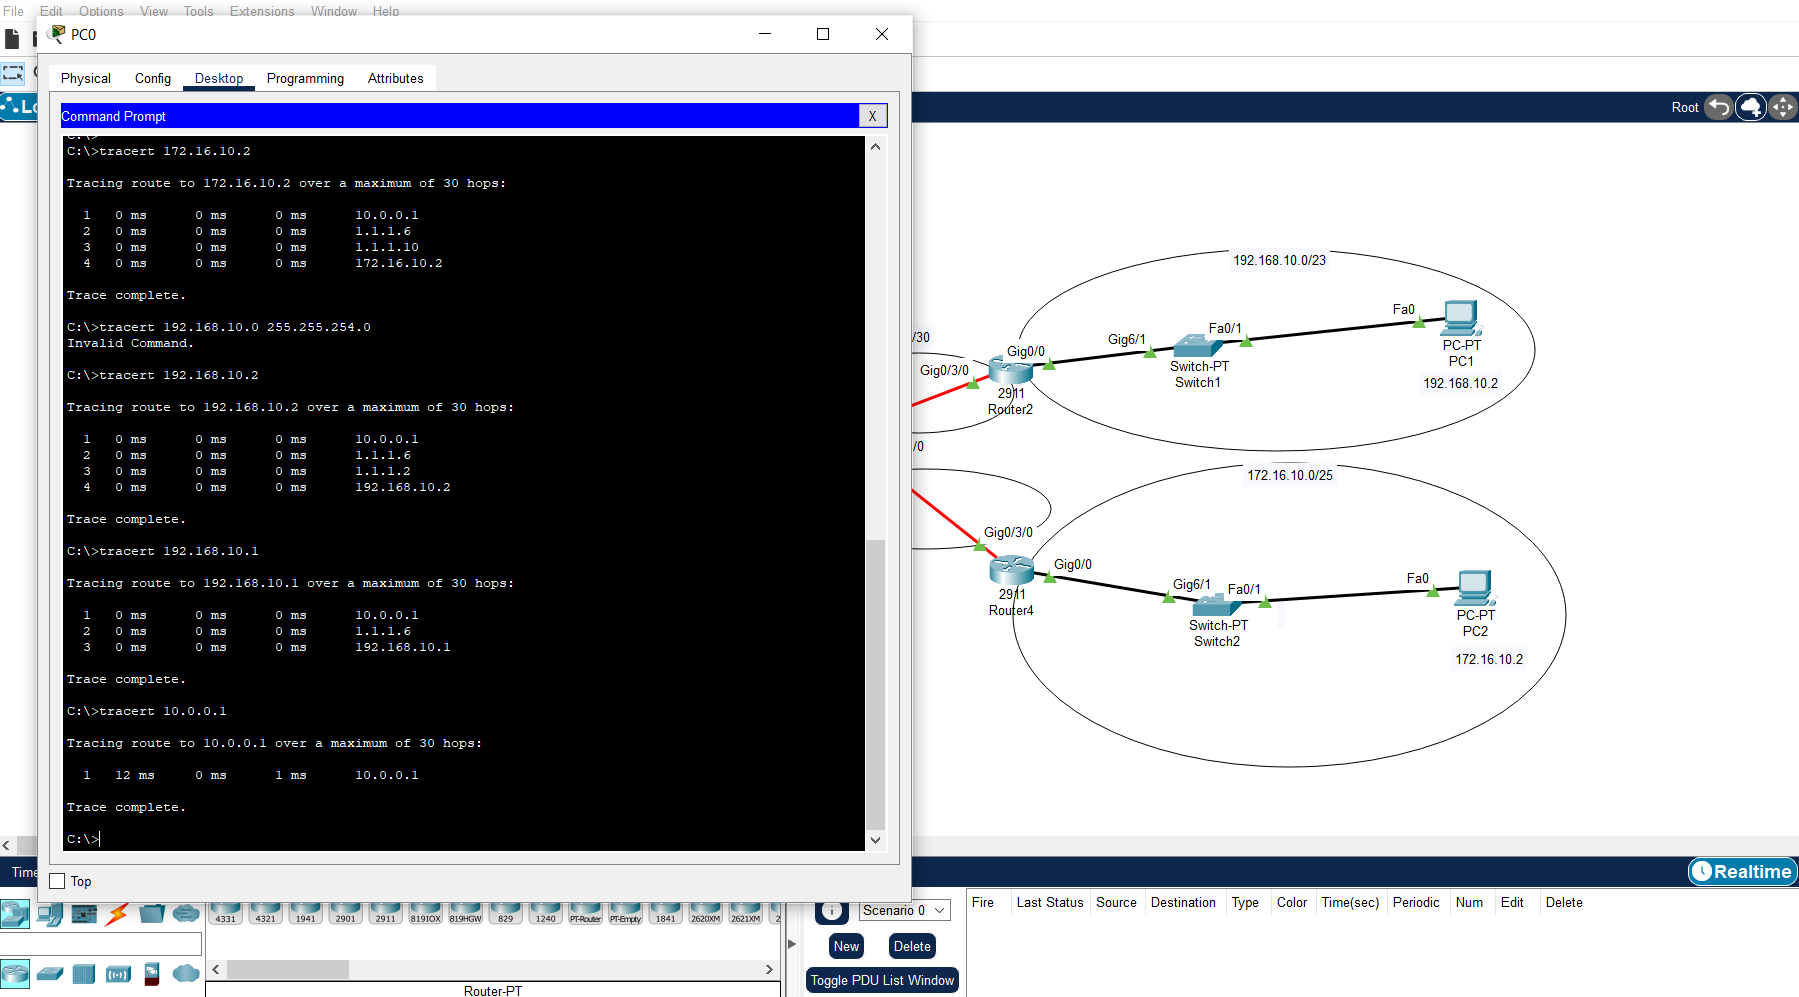 File Edit Options View Tools Extensions Window Help
PC0
Physical Config Desktop Programming Attributes
Command Prompt X
C:\>
C:\>tracert 172.16.10.2
Tracing route to 172.16.10.2 over a maximum of 30 hops:
1 0 ms 0 ms 0 ms 10.0.0.1
2 0 ms 0 ms 0 ms 1.1.1.6
3 0 ms 0 ms 0 ms 1.1.1.10
4 0 ms 0 ms 0 ms 172.16.10.2
Trace complete.
C:\>tracert 192.168.10.0 255.255.254.0
Invalid Command.
C:\>tracert 192.168.10.2
Tracing route to 192.168.10.2 over a maximum of 30 hops:
1 0 ms 0 ms 0 ms 10.0.0.1
2 0 ms 0 ms 0 ms 1.1.1.6
3 0 ms 0 ms 0 ms 1.1.1.2
4 0 ms 0 ms 0 ms 192.168.10.2
Trace complete.
C:\>tracert 192.168.10.1
Tracing route to 192.168.10.1 over a maximum of 30 hops:
1 0 ms 0 ms 0 ms 10.0.0.1
2 0 ms 0 ms 0 ms 1.1.1.6
3 0 ms 0 ms 0 ms 192.168.10.1
Trace complete.
C:\>tracert 10.0.0.1
Tracing route to 10.0.0.1 over a maximum of 30 hops:
1 12 ms 0 ms 1 ms 10.0.0.1
Trace complete.
C:\>
Top
Root
192.168.10.0/23
/30
Gig0/3/0
Gig0/0
2911
Router2
Gig6/1
Fa0/1
Switch-PT
Switch1
Fa0
PC-PT
PC1
192.168.10.2
/0
172.16.10.0/25
Gig0/3/0
Gig0/0
2911
Router4
Gig6/1
Fa0/1
Switch-PT
Switch2
Fa0
PC-PT
PC2
172.16.10.2
Time
Realtime
4331 4321 1941 2901 2911 819IOX 819HGW 829 1240 PT-Router PT-Empty 1841 2620XM 2621XM 2
Router-PT
Scenario 0
New Delete
Toggle PDU List Window
Fire Last Status Source Destination Type Color Time(sec) Periodic Num Edit Delete